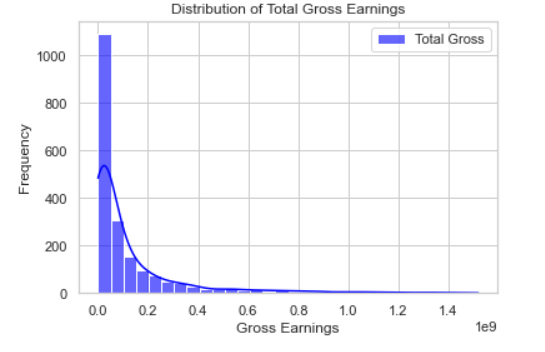 Distribution of Total Gross Earnings
Total Gross
Frequency
1000
800
600
400
200
0
0.0 0.2 0.4 0.6 0.8 1.0 1.2 1.4
1e9
Gross Earnings